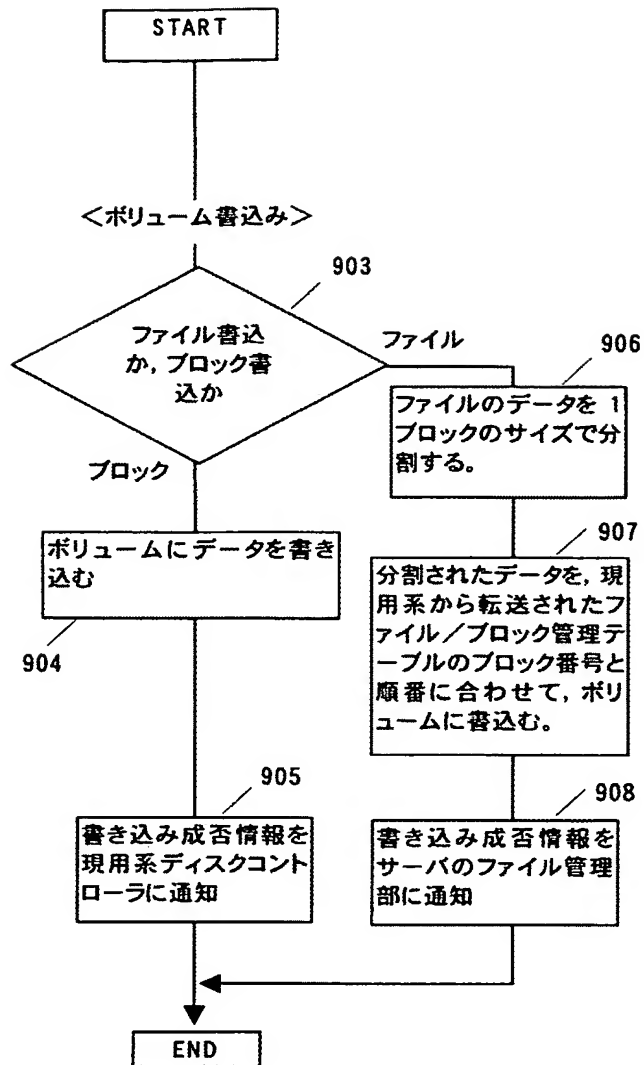 START
＜ボリューム書込み＞
903
ファイル書込
か，ブロック書
込か
ファイル
ブロック
906
ファイルのデータを 1
ブロックのサイズで分
割する。
ボリュームにデータを書き
込む
904
907
分割されたデータを，現
用系から転送されたフ
ァイル／ブロック管理テ
ーブルのブロック番号と
順番に合わせて，ボリ
ュームに書込む。
905
書き込み成否情報を
現用系ディスクコント
ローラに通知
908
書き込み成否情報を
サーバのファイル管理
部に通知
END